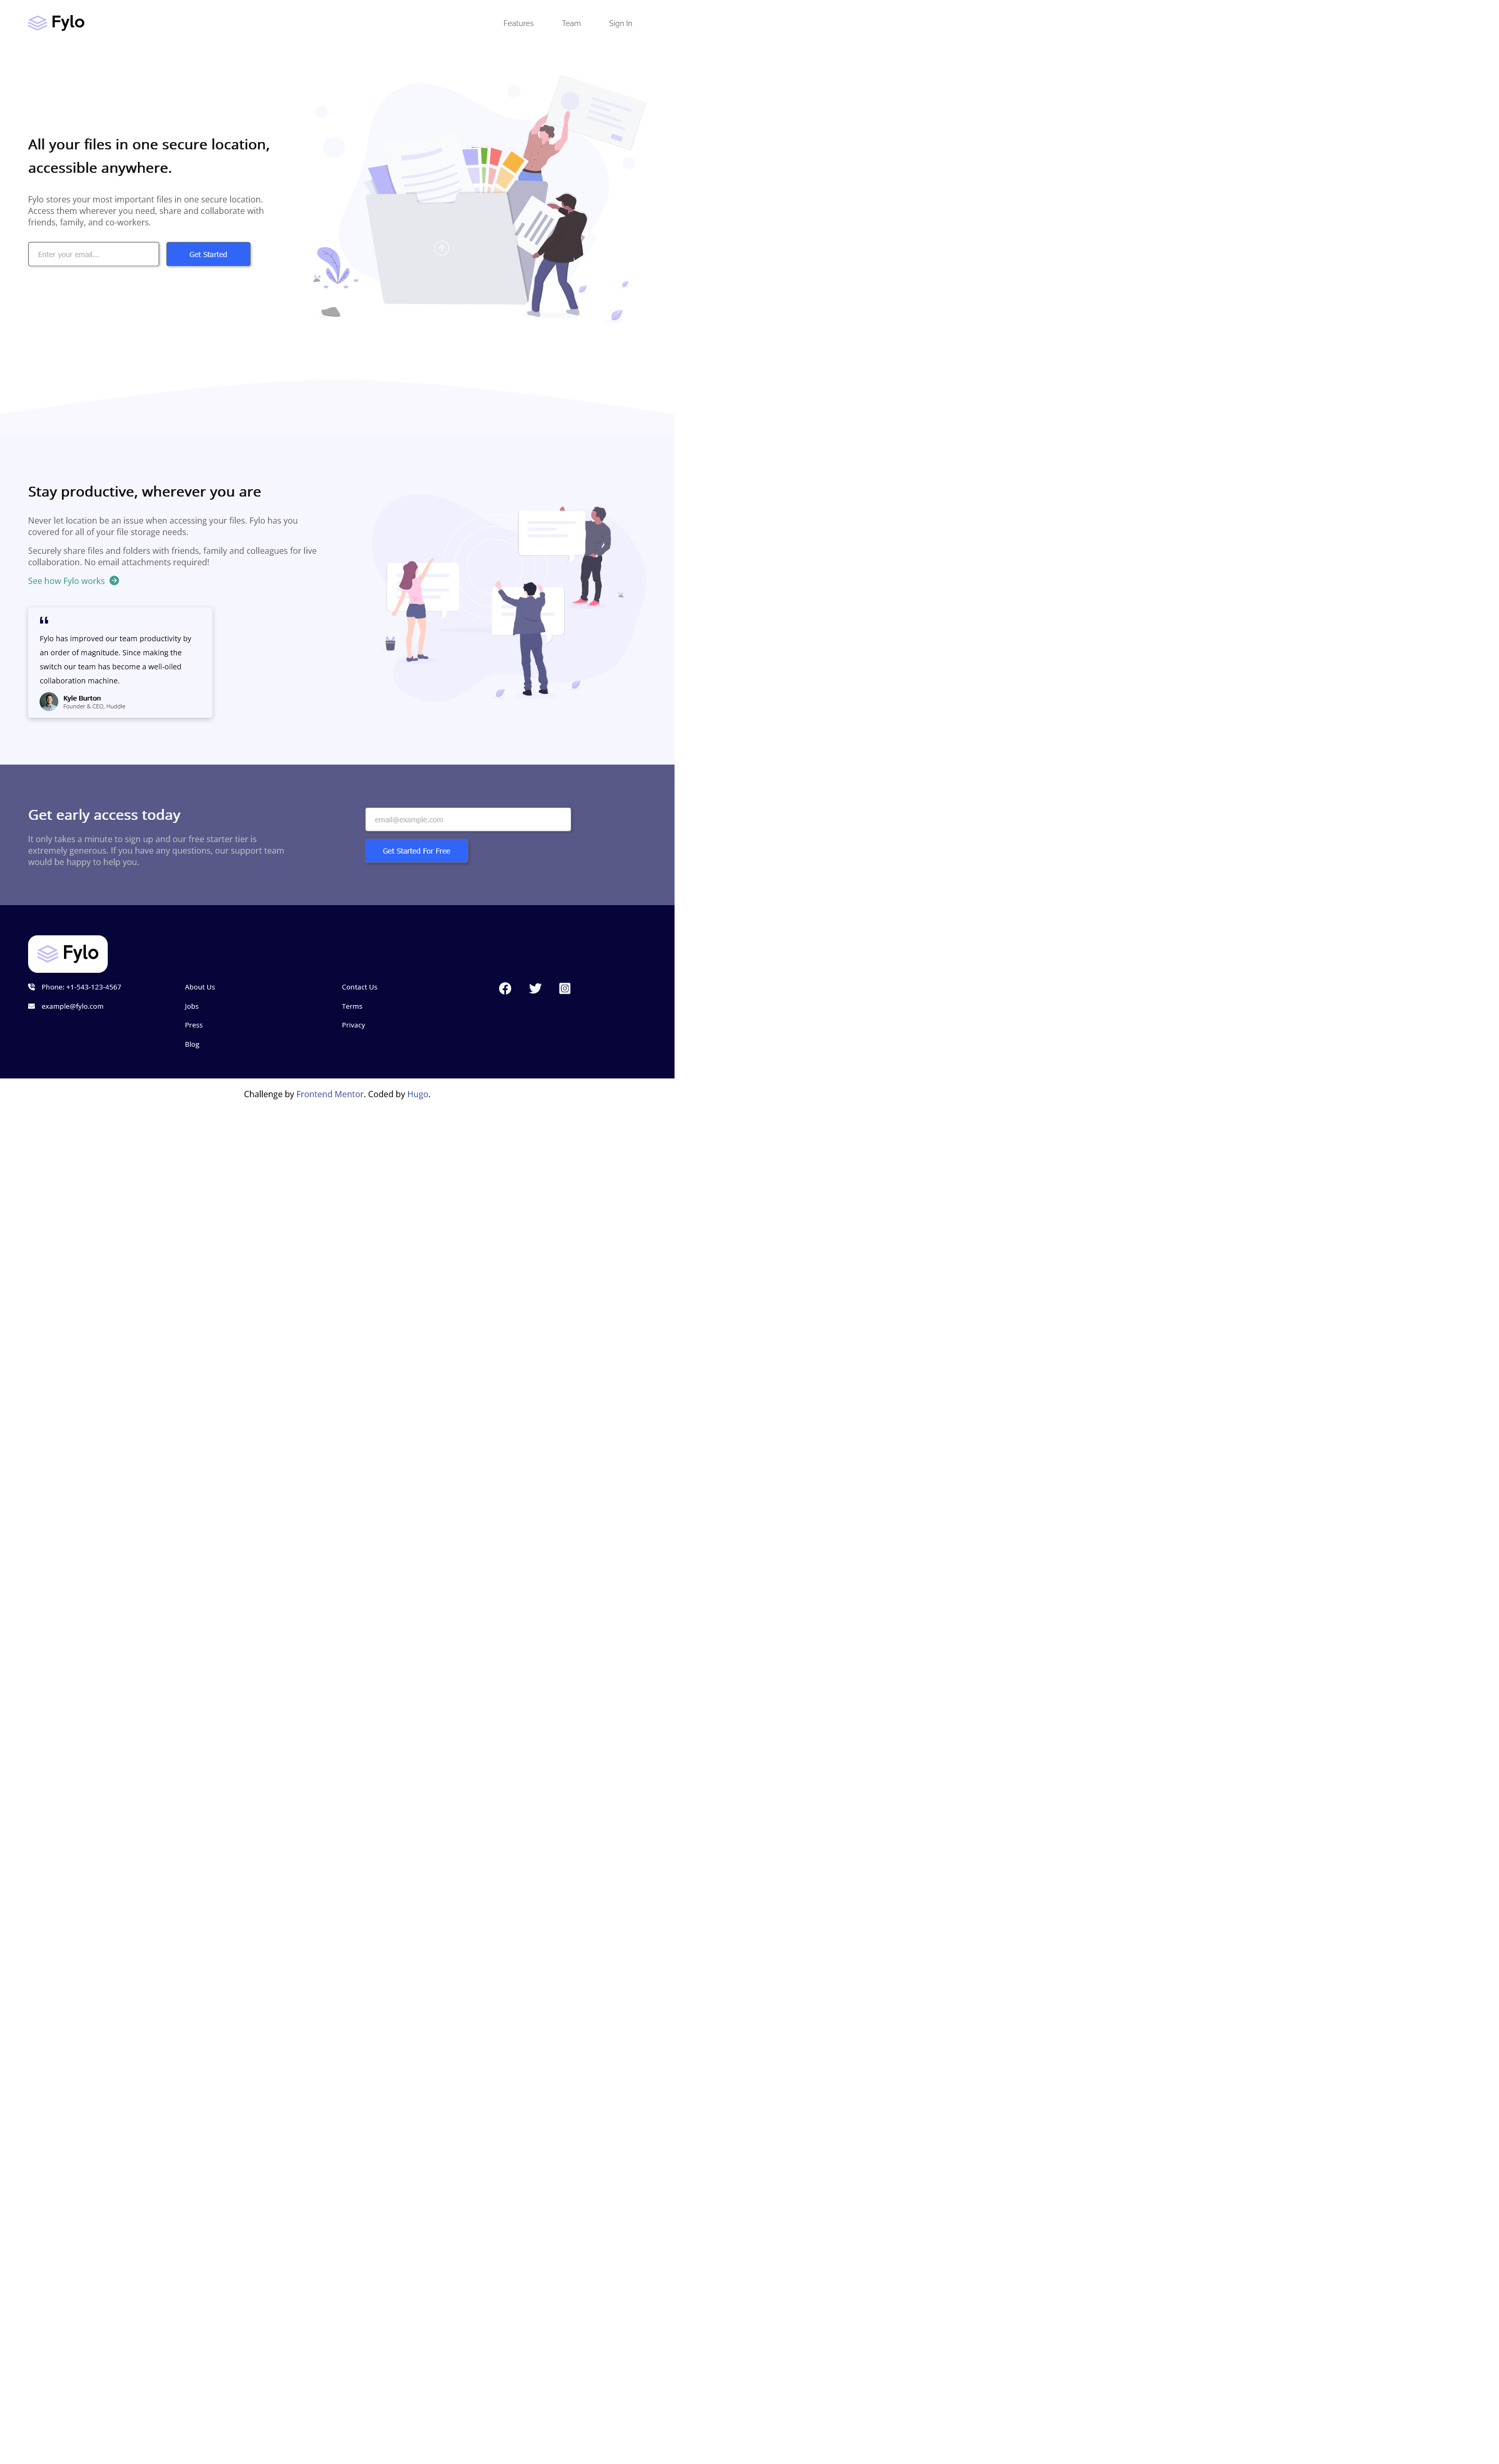 Fylo
Features
Team
Sign In
All your files in one secure location,
accessible anywhere.
Fylo stores your most important files in one secure location.
Access them wherever you need, share and collaborate with
friends, family, and co-workers.
Enter your email...
Get Started
Stay productive, wherever you are
Never let location be an issue when accessing your files. Fylo has you
covered for all of your file storage needs.
Securely share files and folders with friends, family and colleagues for live
collaboration. No email attachments required!
See how Fylo works
Fylo has improved our team productivity by
an order of magnitude. Since making the
switch our team has become a well-oiled
collaboration machine.
Kyle Burton
Founder & CEO, Huddle
Get early access today
It only takes a minute to sign up and our free starter tier is
extremely generous. If you have any questions, our support team
would be happy to help you.
email@example.com
Get Started For Free
Fylo
Phone: +1-543-123-4567
example@fylo.com
About Us
Jobs
Press
Blog
Contact Us
Terms
Privacy
Challenge by Frontend Mentor. Coded by Hugo.